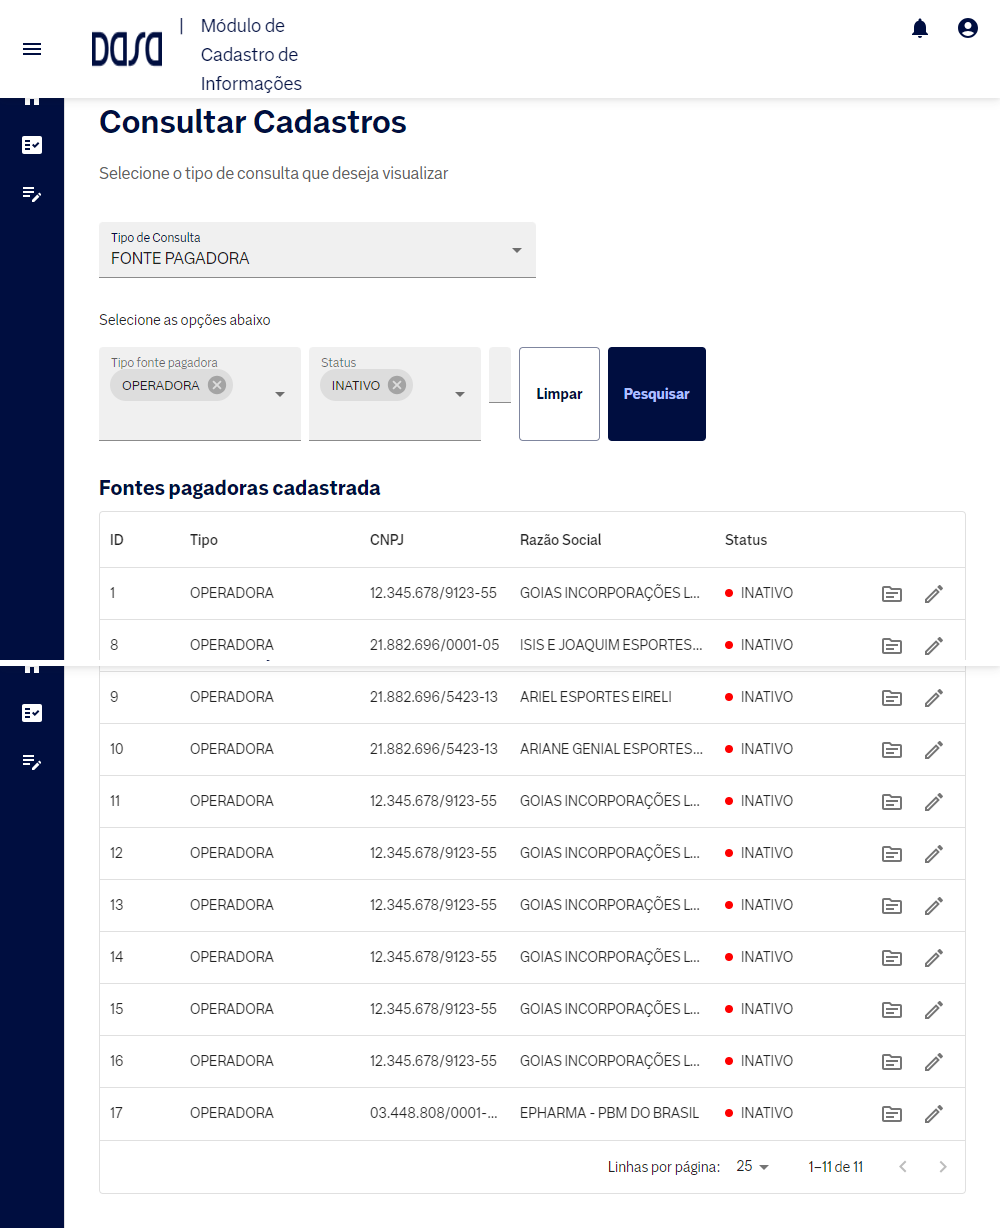 DASA
|
Módulo de
Cadastro de
Informações
Consultar Cadastros
Selecione o tipo de consulta que deseja visualizar
Tipo de Consulta
FONTE PAGADORA
Selecione as opções abaixo
Tipo fonte pagadora
OPERADORA
Status
INATIVO
Limpar
Pesquisar
Fontes pagadoras cadastrada
ID Tipo CNPJ Razão Social Status
1 OPERADORA 12.345.678/9123-55 GOIAS INCORPORAÇÕES L... INATIVO
8 OPERADORA 21.882.696/0001-05 ISIS E JOAQUIM ESPORTES... INATIVO
9 OPERADORA 21.882.696/5423-13 ARIEL ESPORTES EIRELI INATIVO
10 OPERADORA 21.882.696/5423-13 ARIANE GENIAL ESPORTES... INATIVO
11 OPERADORA 12.345.678/9123-55 GOIAS INCORPORAÇÕES L... INATIVO
12 OPERADORA 12.345.678/9123-55 GOIAS INCORPORAÇÕES L... INATIVO
13 OPERADORA 12.345.678/9123-55 GOIAS INCORPORAÇÕES L... INATIVO
14 OPERADORA 12.345.678/9123-55 GOIAS INCORPORAÇÕES L... INATIVO
15 OPERADORA 12.345.678/9123-55 GOIAS INCORPORAÇÕES L... INATIVO
16 OPERADORA 12.345.678/9123-55 GOIAS INCORPORAÇÕES L... INATIVO
17 OPERADORA 03.448.808/0001-... EPHARMA - PBM DO BRASIL INATIVO
Linhas por página: 25 1–11 de 11